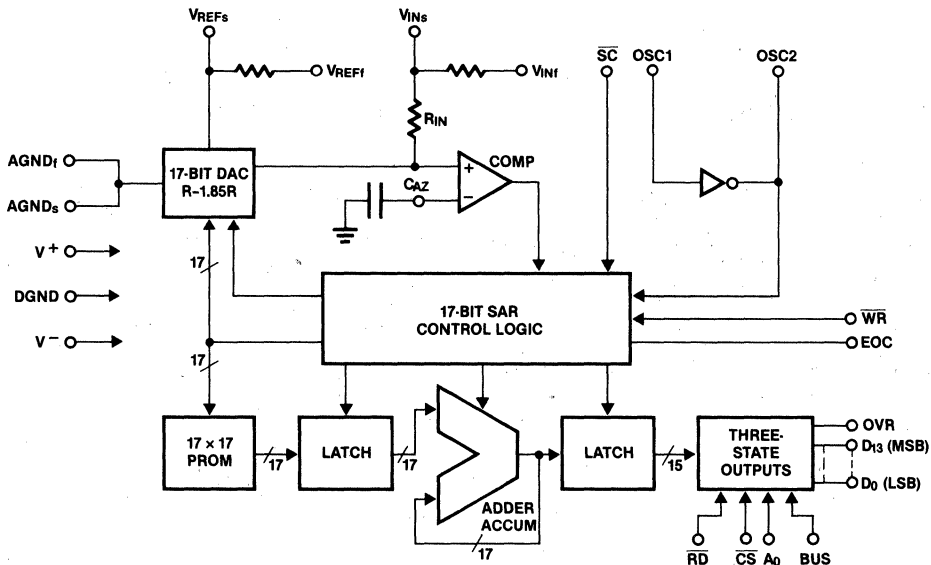 VREFs
VINs
VREFf
VINf
SC
OSC1
OSC2
RIN
AGNDf
AGNDs
17-BIT DAC
R-1.85R
COMP
+
−
CAZ
V+
DGND
V−
17
17
17-BIT SAR
CONTROL LOGIC
WR
EOC
17 × 17
PROM
17
LATCH
17
ADDER
ACCUM
17
LATCH
15
THREE-
STATE
OUTPUTS
OVR
D13 (MSB)
D0 (LSB)
RD
CS
A0
BUS